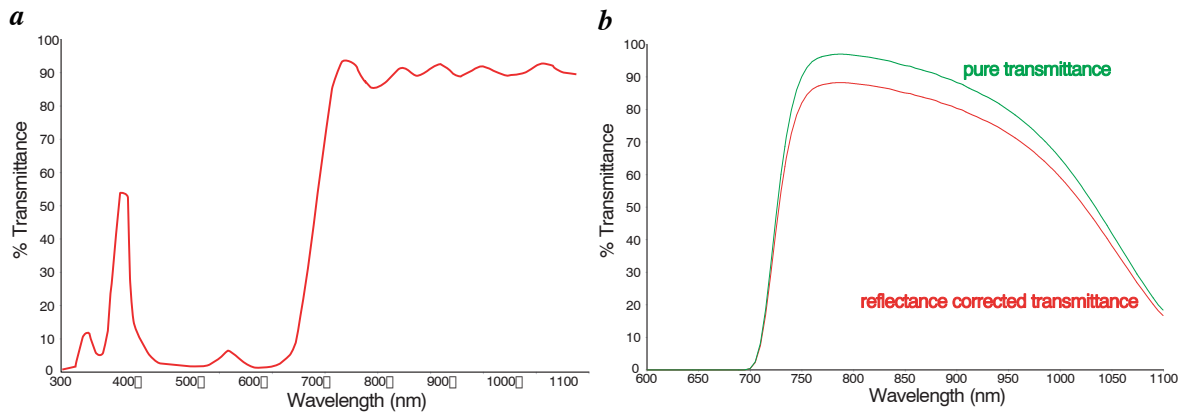 a
100
90
80
70
60
50
40
30
20
10
0
% Transmittance
300 400▯ 500▯ 600▯ 700▯ 800▯ 900▯ 1000▯ 1100
Wavelength (nm)
b
100
90
80
70
60
50
40
30
20
10
0
% Transmittance
pure transmittance
reflectance corrected transmittance
600 650 700 750 800 850 900 950 1000 1050 1100
Wavelength (nm)